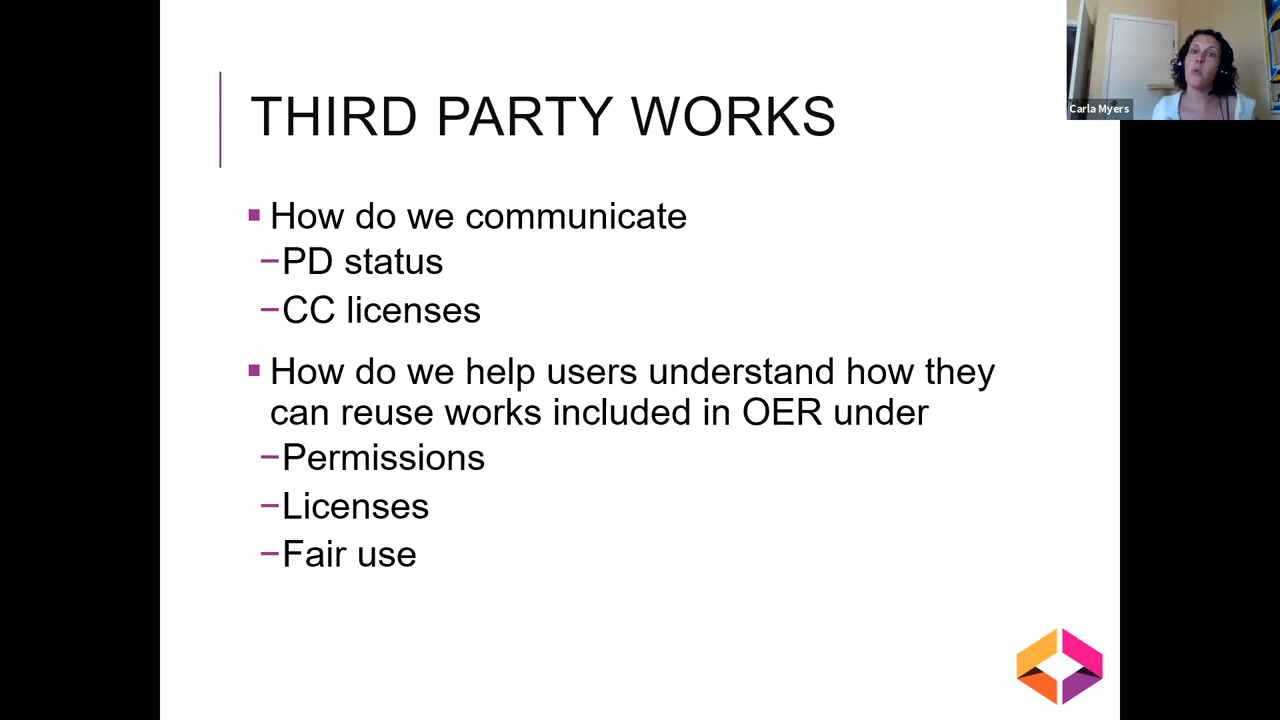 THIRD PARTY WORKS
Carla Myers
▪ How do we communicate
–PD status
–CC licenses
▪ How do we help users understand how they
can reuse works included in OER under
–Permissions
–Licenses
–Fair use